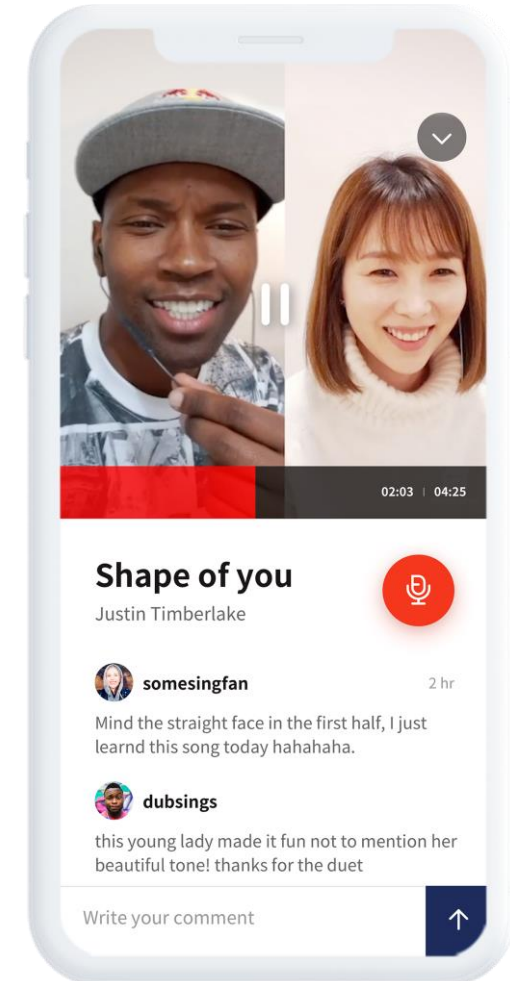 02:03 | 04:25
Shape of you
Justin Timberlake
somesingfan 2 hr
Mind the straight face in the first half, I just
learnd this song today hahahaha.
dubsings
this young lady made it fun not to mention her
beautiful tone! thanks for the duet
Write your comment